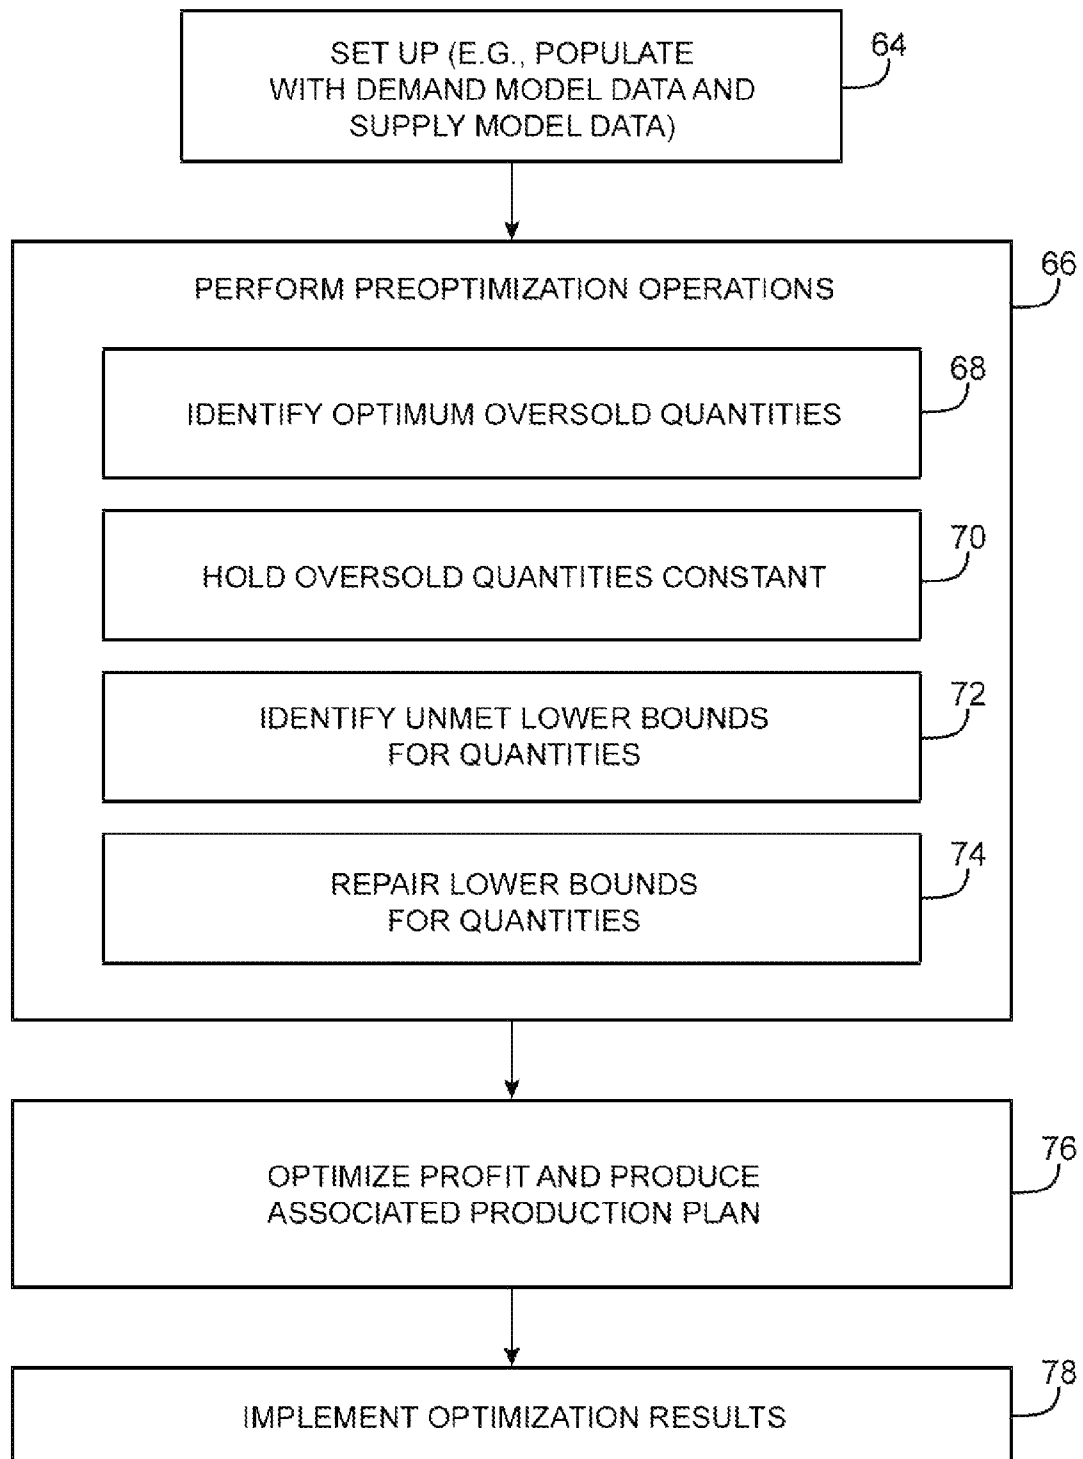 SET UP (E.G., POPULATE
WITH DEMAND MODEL DATA AND
SUPPLY MODEL DATA)
64
PERFORM PREOPTIMIZATION OPERATIONS
66
IDENTIFY OPTIMUM OVERSOLD QUANTITIES
68
HOLD OVERSOLD QUANTITIES CONSTANT
70
IDENTIFY UNMET LOWER BOUNDS
FOR QUANTITIES
72
REPAIR LOWER BOUNDS
FOR QUANTITIES
74
OPTIMIZE PROFIT AND PRODUCE
ASSOCIATED PRODUCTION PLAN
76
IMPLEMENT OPTIMIZATION RESULTS
78